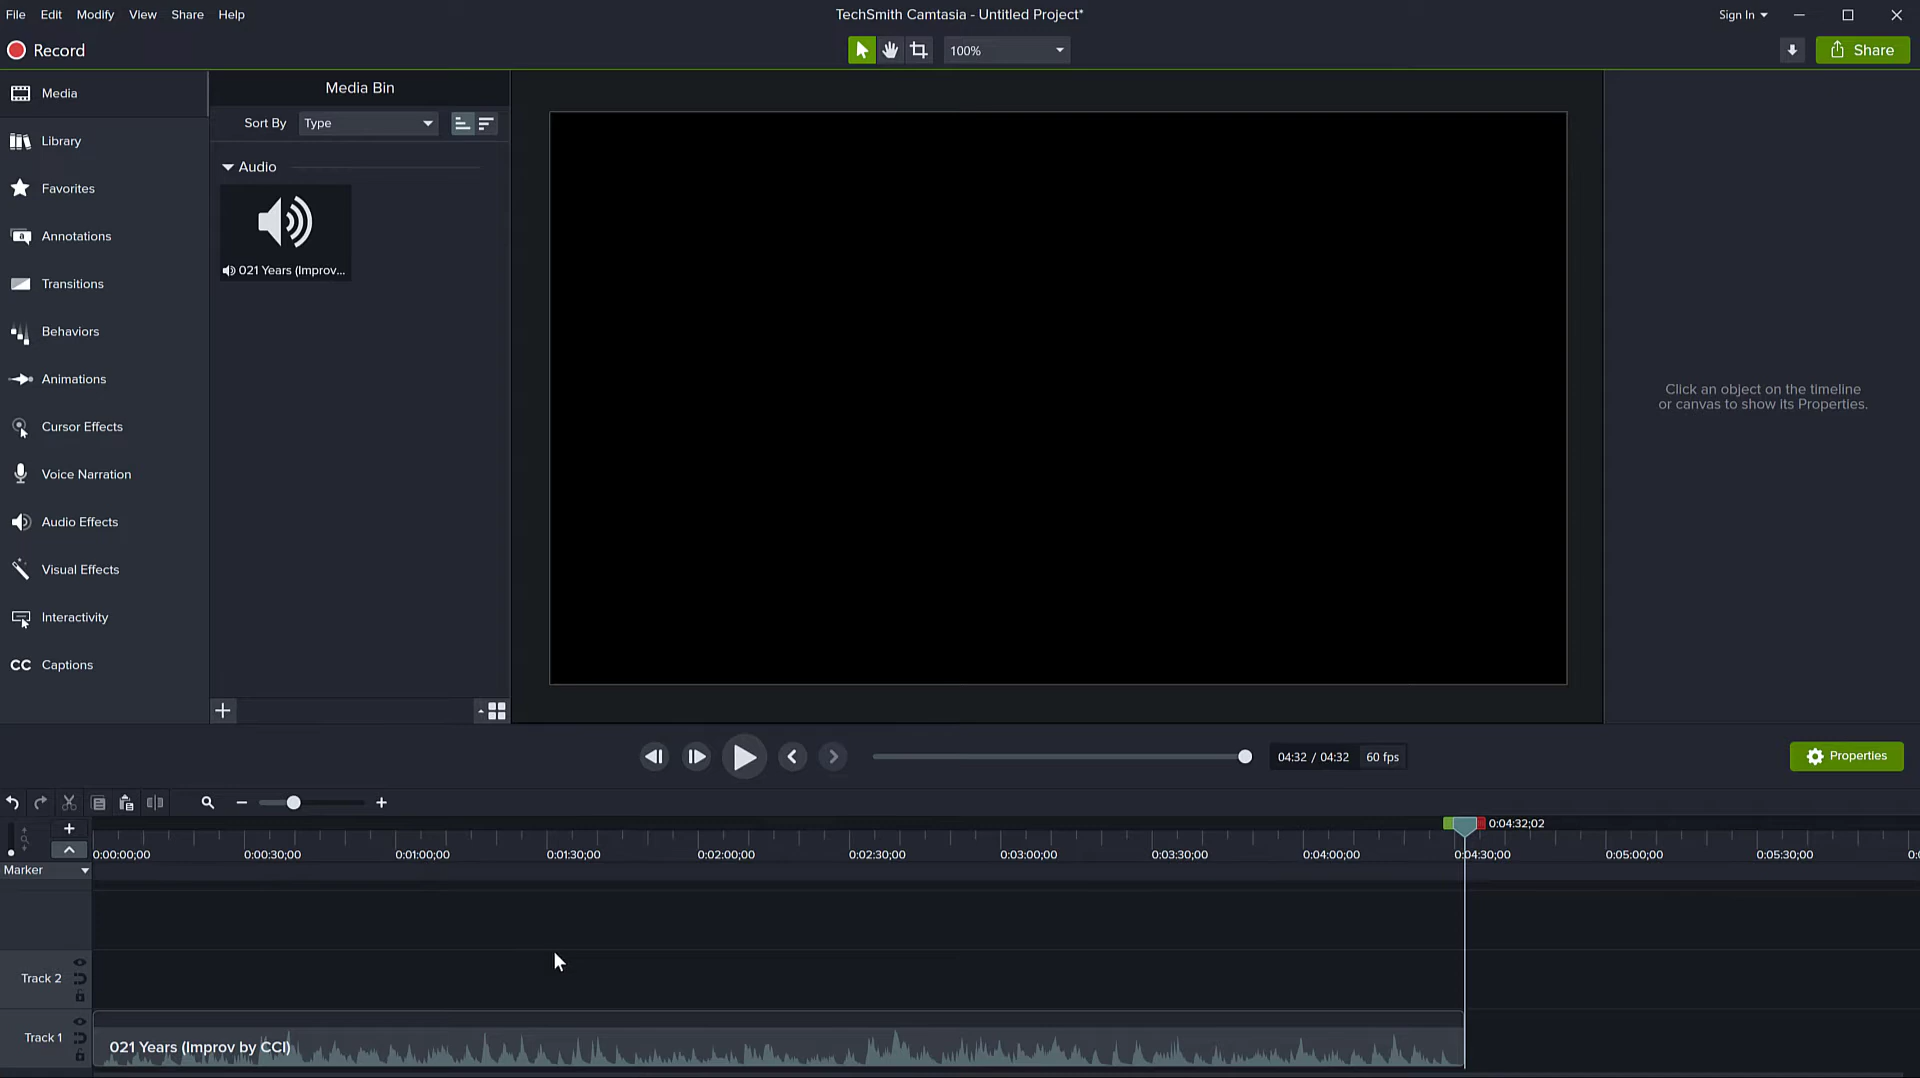 File Edit Modify View Share Help
TechSmith Camtasia - Untitled Project*
Sign In
Record
100%
Share
Media
Library
Favorites
Annotations
Transitions
Behaviors
Animations
Cursor Effects
Voice Narration
Audio Effects
Visual Effects
Interactivity
CC Captions
Media Bin
Sort By Type
Audio
021 Years (Improv...
Click an object on the timeline
or canvas to show its Properties.
04:32 / 04:32 60 fps
Properties
0:04:32;02
0:00:00;00 0:00:30;00 0:01:00;00 0:01:30;00 0:02:00;00 0:02:30;00 0:03:00;00 0:03:30;00 0:04:00;00 0:04:30;00 0:05:00;00 0:05:30;00
Marker
Track 2
Track 1
021 Years (Improv by CCI)